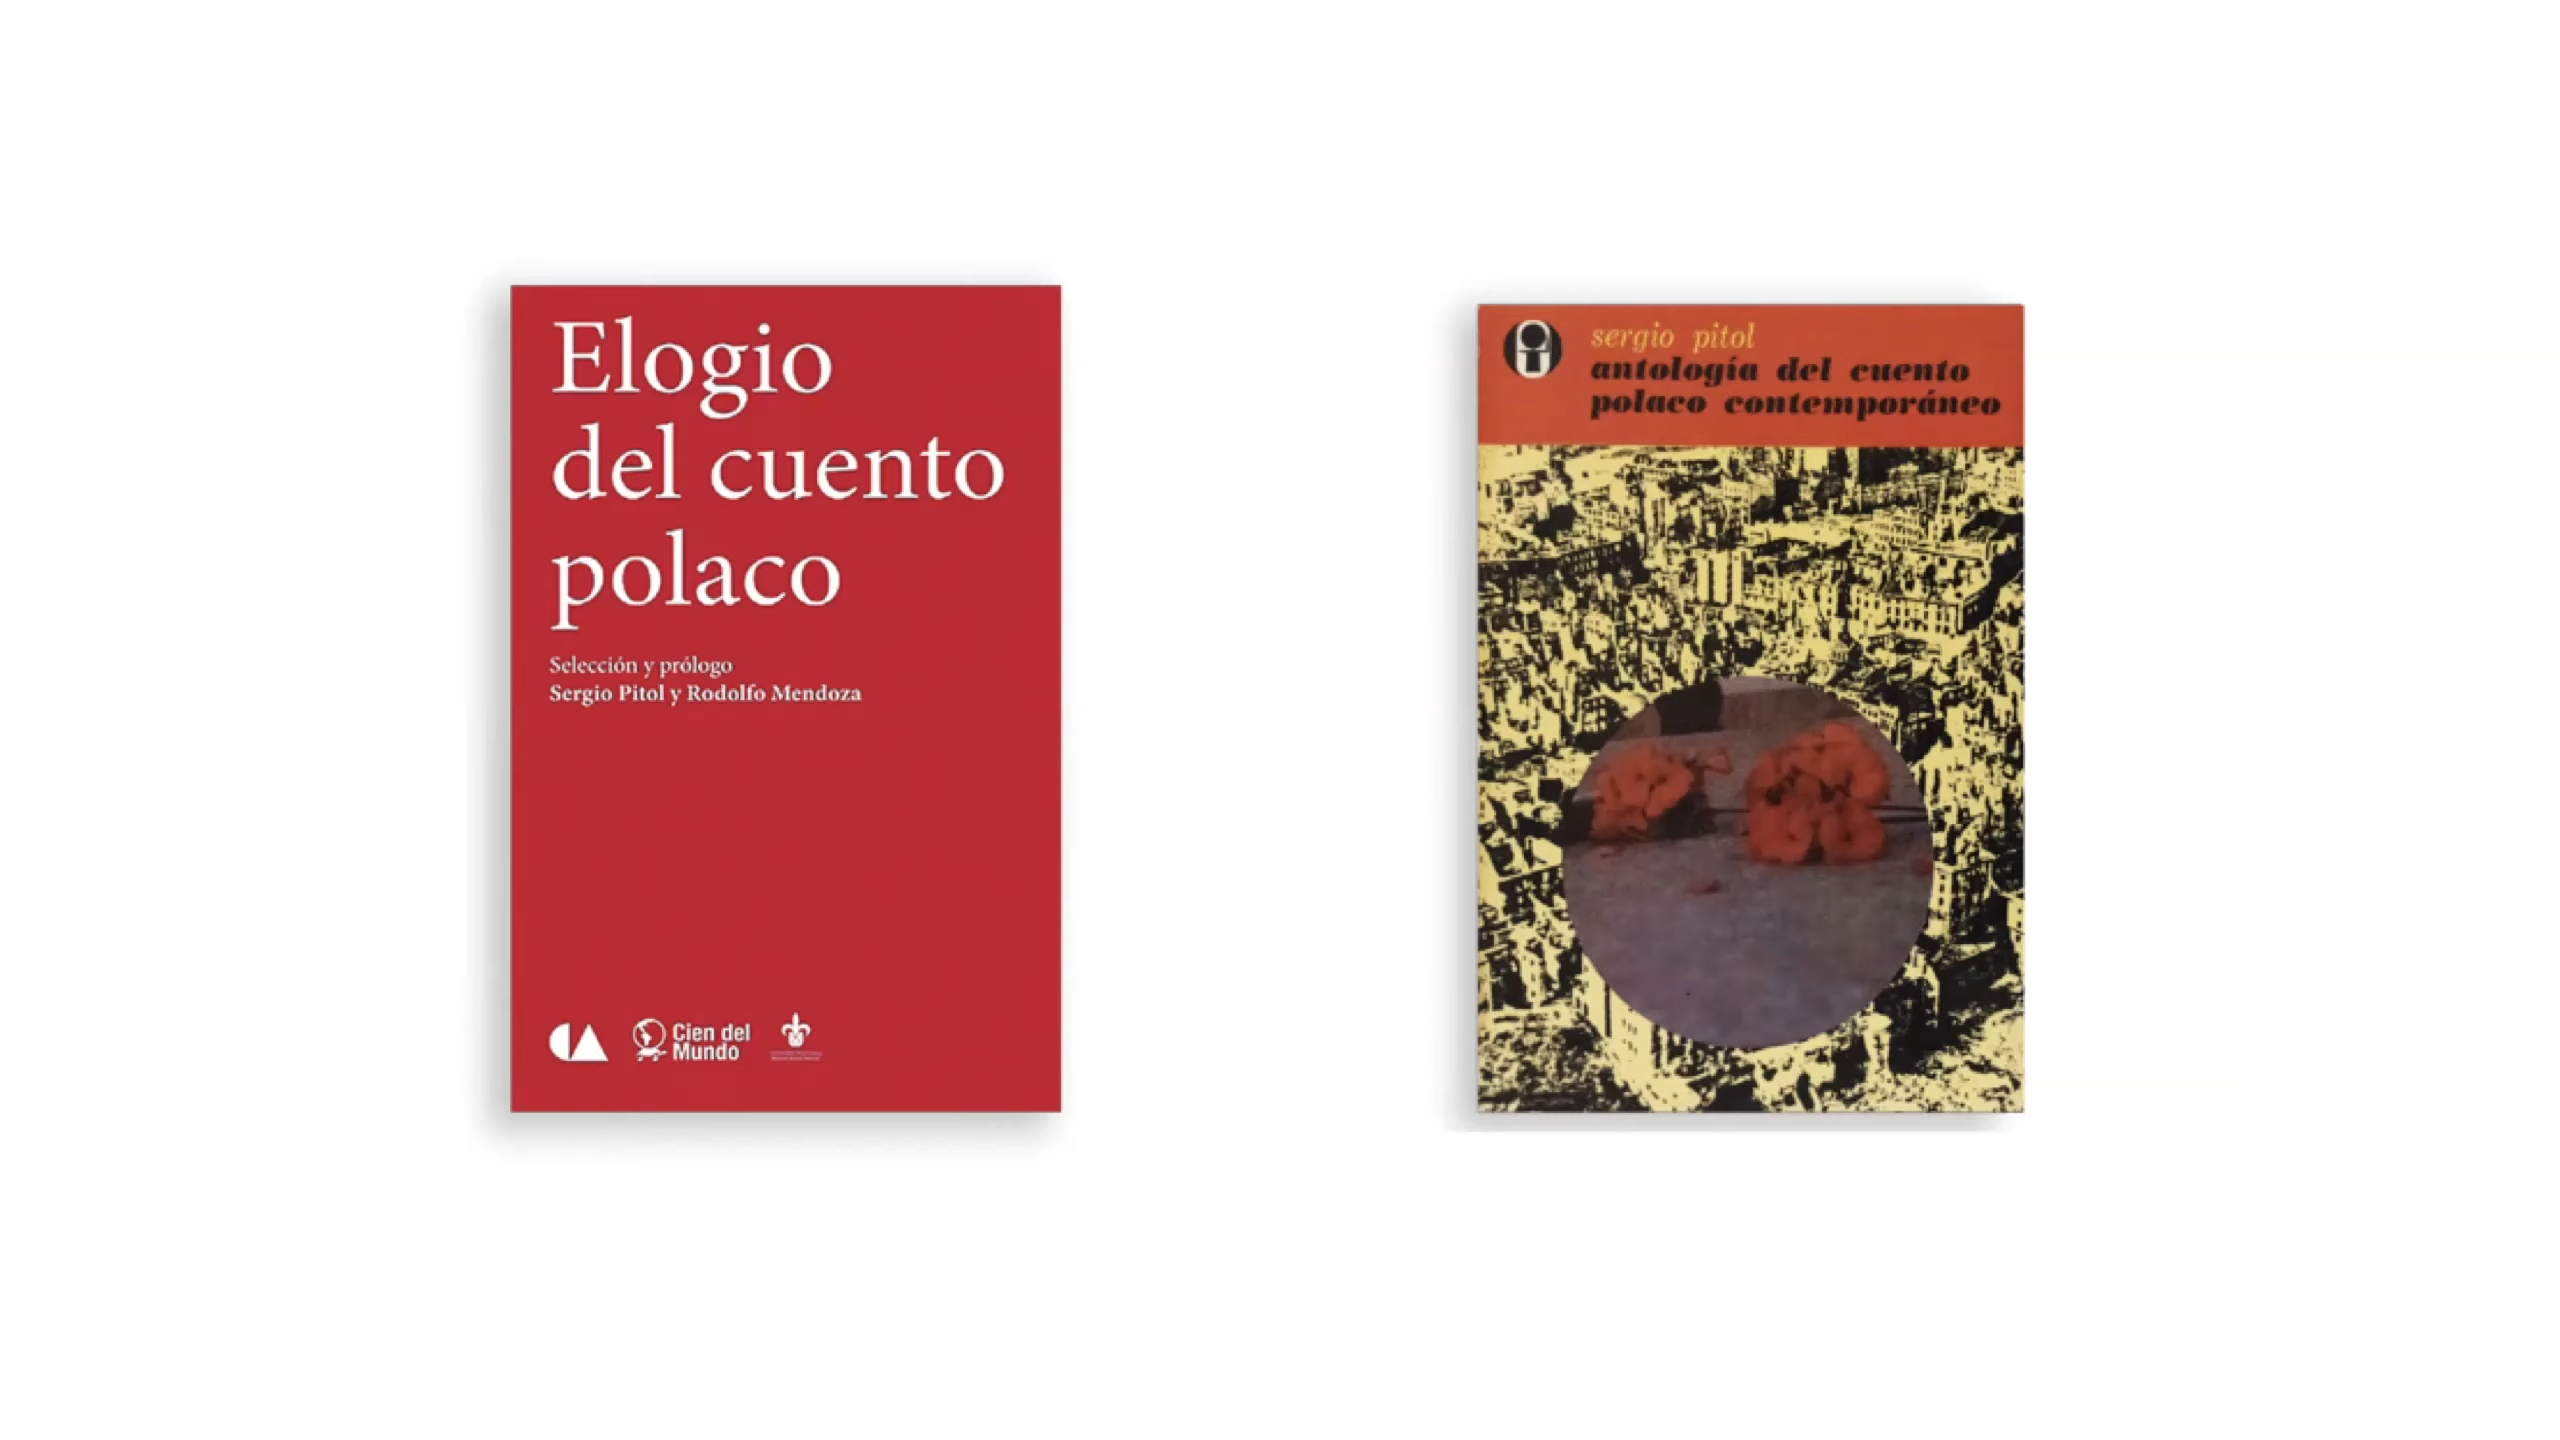 Elogio
del cuento
polaco
Selección y prólogo
Sergio Pitol y Rodolfo Mendoza
Cien del
Mundo
sergio pitol
antología del cuento
polaco contemporáneo